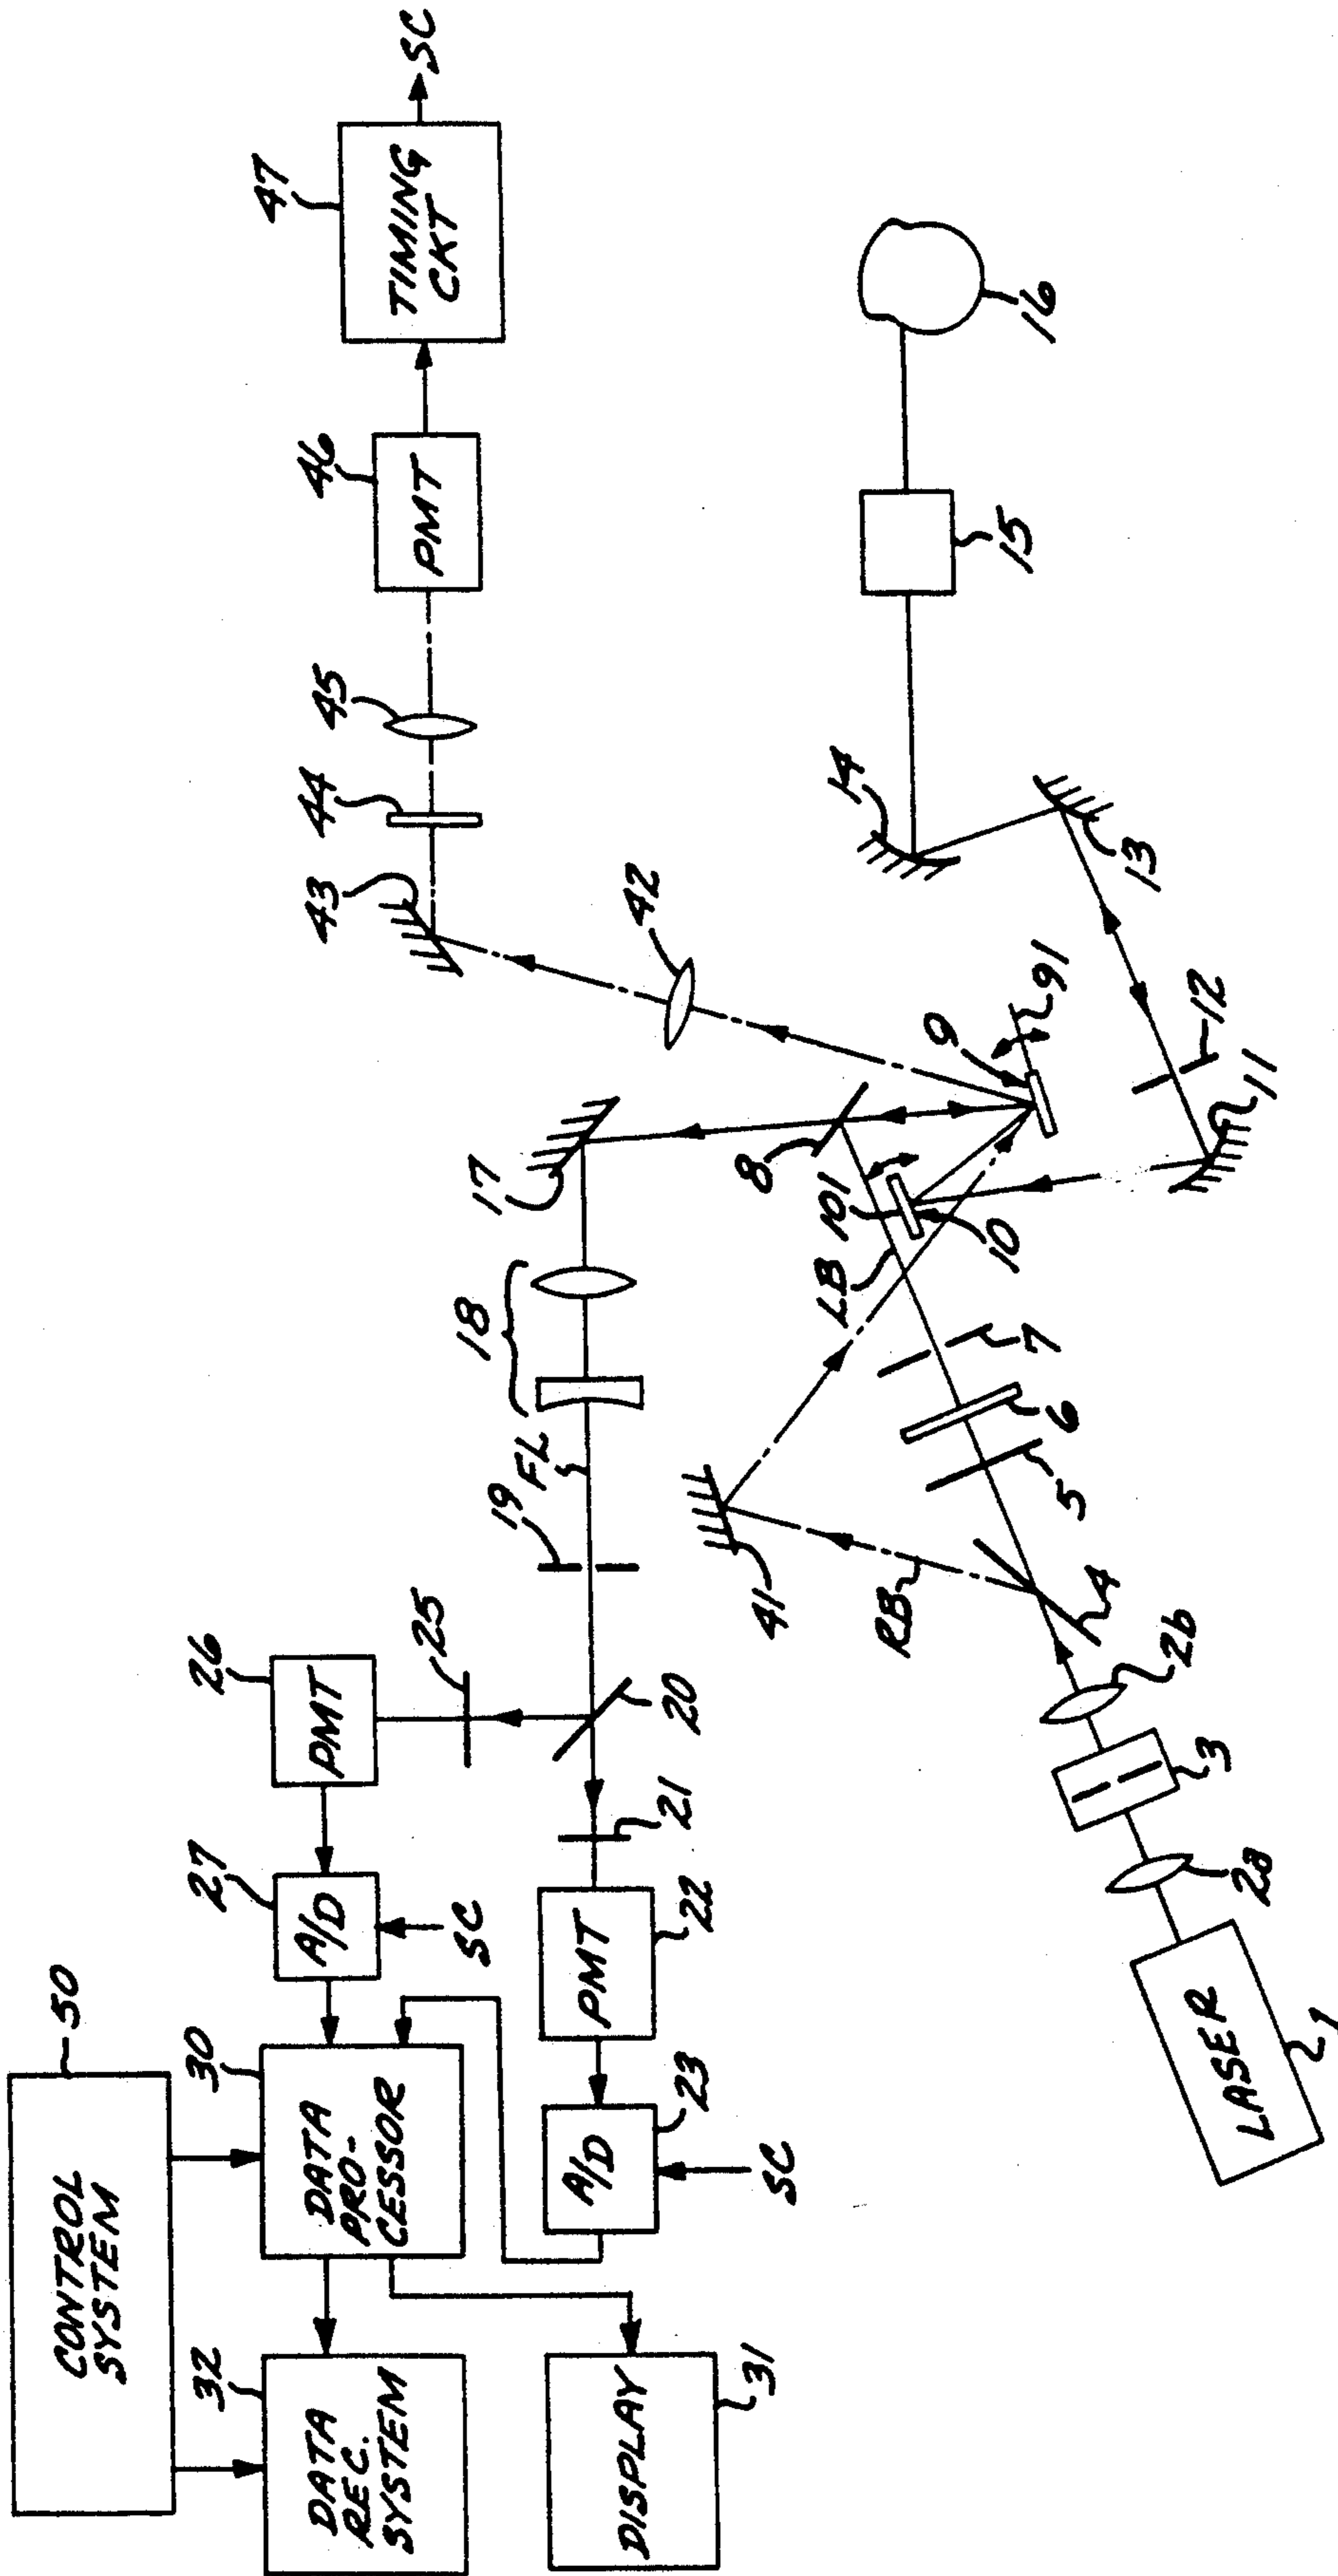 CONTROL
SYSTEM
50
DATA
REC.
SYSTEM
32
DATA
PRO-
CESSOR
30
DISPLAY
31
A/D
27
SC
PMT
26
25
A/D
23
SC
PMT
22
21
20
19
FL
18
17
LASER
1
2a
3
2b
4
RB
41
5
6
7
LB
101
10
8
9
91
11
12
13
14
15
16
42
43
44
45
PMT
46
TIMING
CKT
47
SC